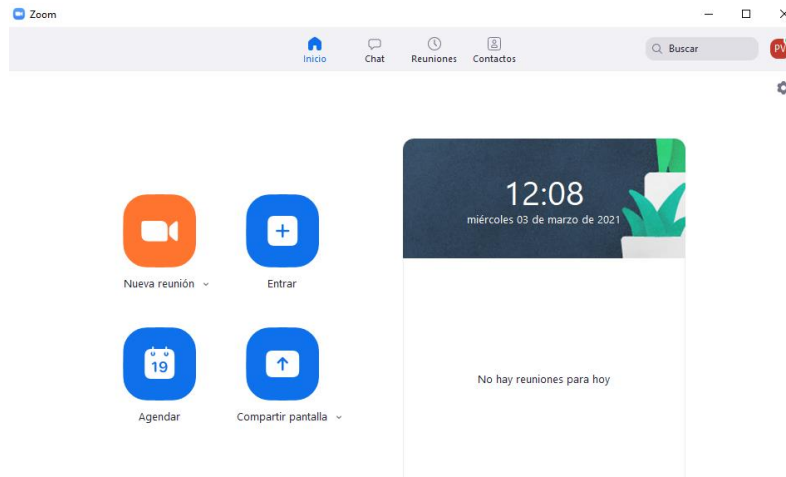 Zoom
Inicio
Chat
Reuniones
Contactos
Buscar
PV
12:08
miércoles 03 de marzo de 2021
Nueva reunión
Entrar
19
Agendar
Compartir pantalla
No hay reuniones para hoy